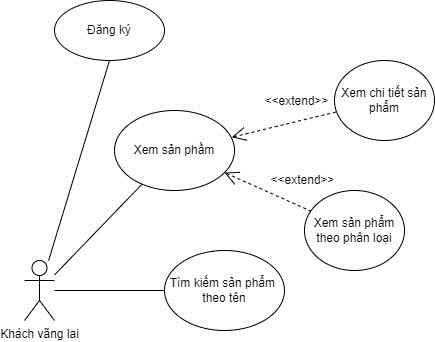 Đăng ký
Xem chi tiết sản
phẩm
<<extend>>
Xem sản phầm
<<extend>>
Xem sản phẩm
theo phân loại
Tìm kiếm sản phẩm
theo tên
Khách vãng lai